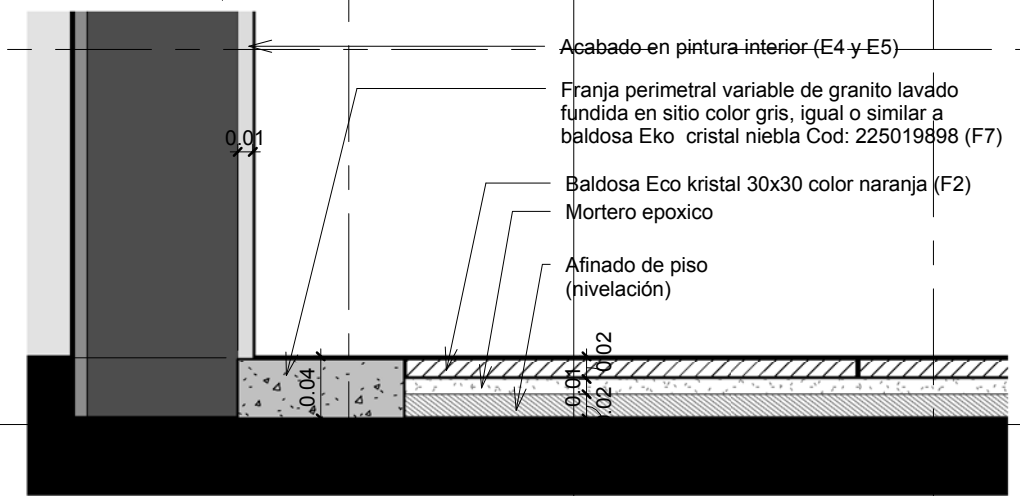 Acabado en pintura interior (E4 y E5)
Franja perimetral variable de granito lavado
fundida en sitio color gris, igual o similar a
baldosa Eko cristal niebla Cod: 225019898 (F7)
0.01
Baldosa Eco kristal 30x30 color naranja (F2)
Mortero epoxico
Afinado de piso
(nivelación)
0.04
0.02
0.01
0.02